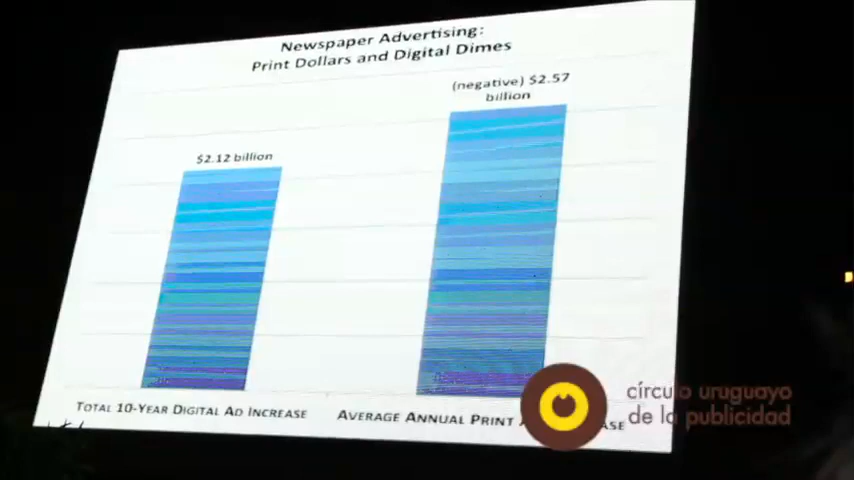 Newspaper Advertising:
Print Dollars and Digital Dimes
(negative) $2.57
billion
$2.12 billion
TOTAL 10-YEAR DIGITAL AD INCREASE
AVERAGE ANNUAL PRINT
círculo uruguayo
de la publicidad